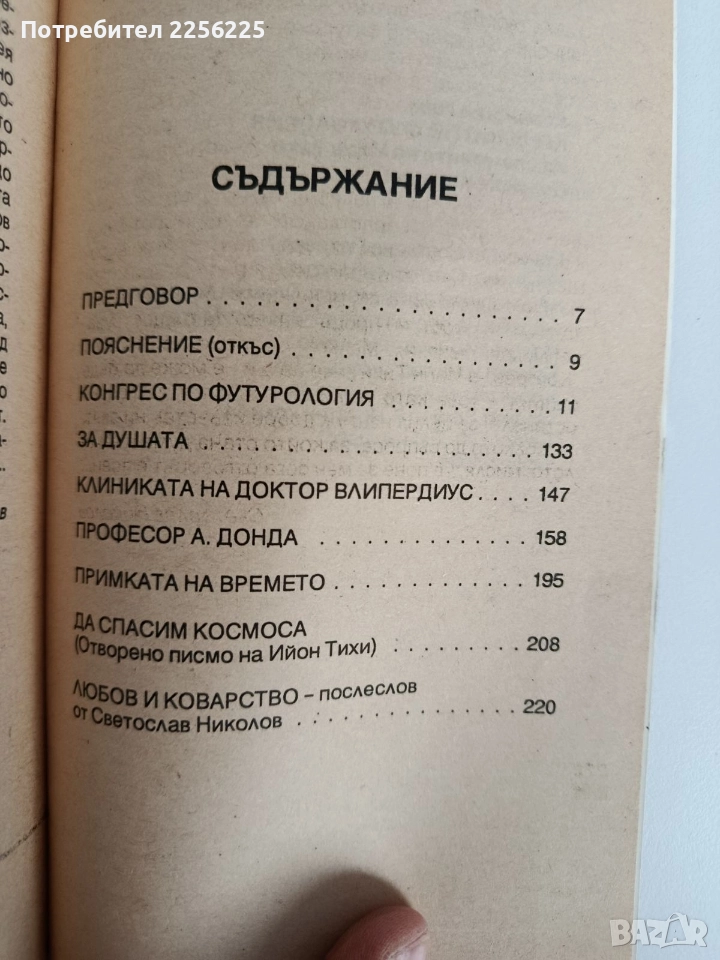 Потребител 2256225
СЪДЪРЖАНИЕ
ПРЕДГОВОР . . . . . . . . . . . . . . . . . . . . . . . . 7
ПОЯСНЕНИЕ (откъс) . . . . . . . . . . . . . . . . . . . 9
КОНГРЕС ПО ФУТУРОЛОГИЯ . . . . . . . . . . . . 11
ЗА ДУШАТА . . . . . . . . . . . . . . . . . . . . . . . 133
КЛИНИКАТА НА ДОКТОР ВЛИПЕРДИУС . . . . . 147
ПРОФЕСОР А. ДОНДА . . . . . . . . . . . . . . . . 158
ПРИМКАТА НА ВРЕМЕТО . . . . . . . . . . . . . . . 195
ДА СПАСИМ КОСМОСА
(Отворено писмо на Ийон Тихи) . . . . . . . . . . 208
ЛЮБОВ И КОВАРСТВО – послеслов
от Светослав Николов . . . . . . . . . . . . . . . . . 220
BAZAR